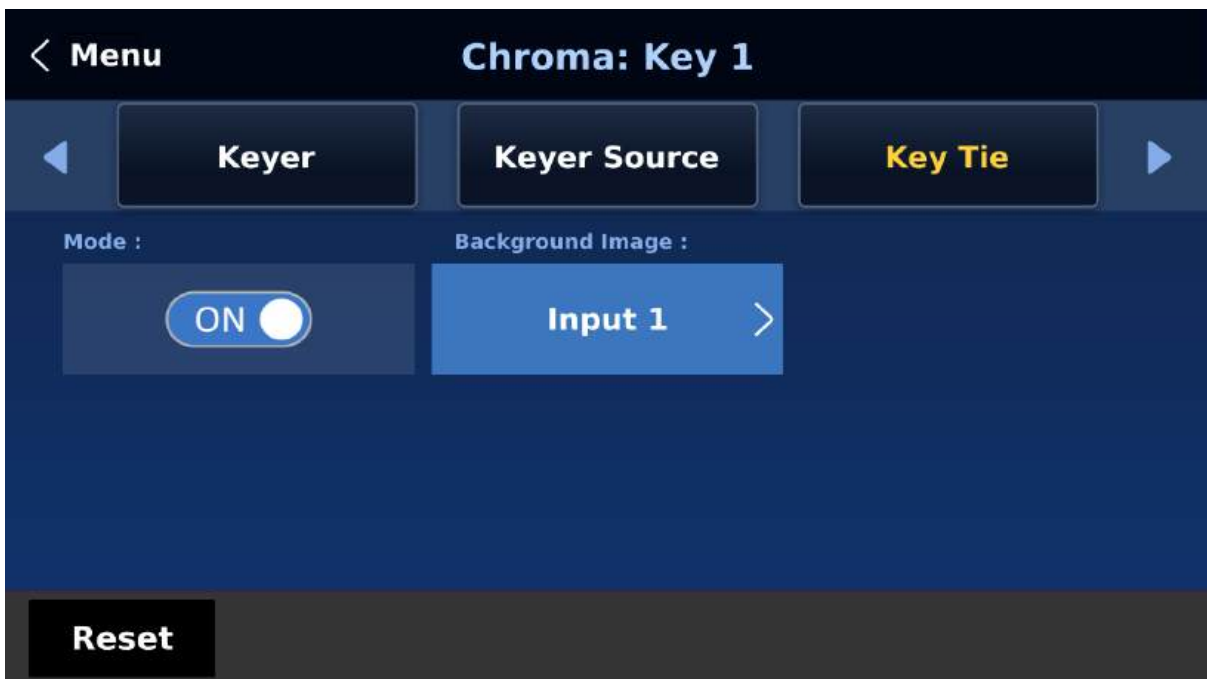 Menu
Chroma: Key 1
Keyer
Keyer Source
Key Tie
Mode :
Background Image :
ON
Input 1
Reset